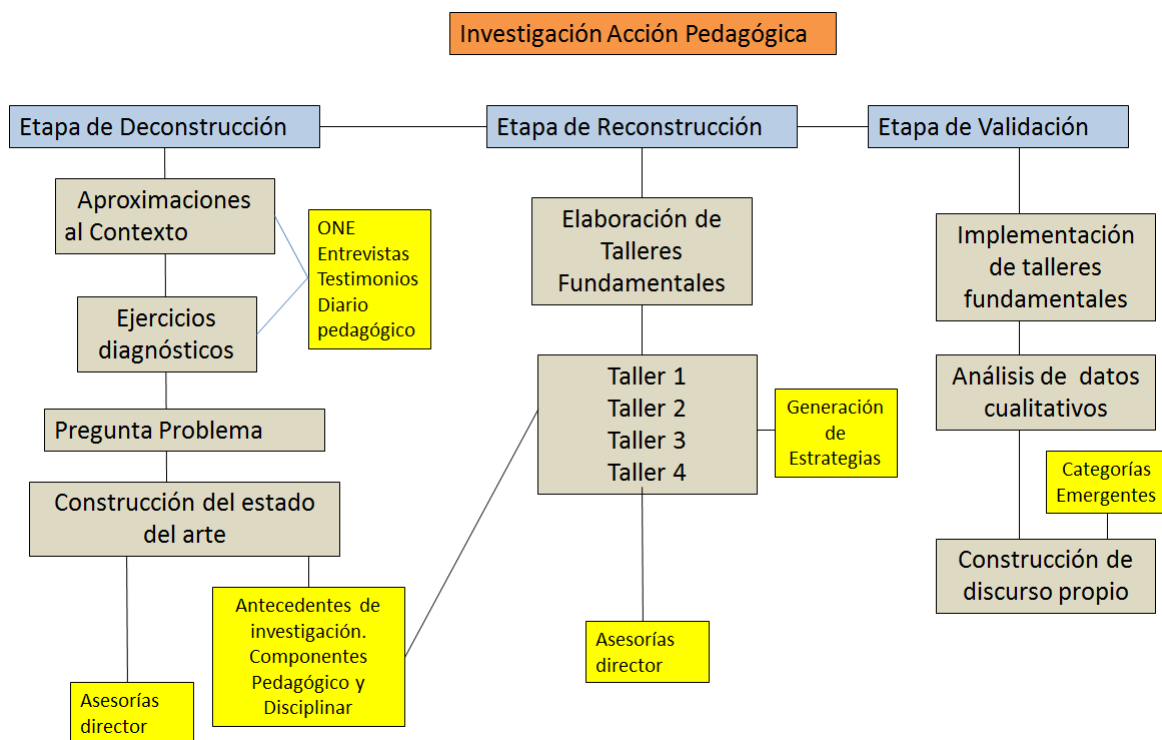 Investigación Acción Pedagógica
Etapa de Deconstrucción
Etapa de Reconstrucción
Etapa de Validación
Aproximaciones
al Contexto
ONE
Entrevistas
Testimonios
Diario
pedagógico
Ejercicios
diagnósticos
Pregunta Problema
Construcción del estado
del arte
Antecedentes de
investigación.
Componentes
Pedagógico y
Disciplinar
Asesorías
director
Elaboración de
Talleres
Fundamentales
Taller 1
Taller 2
Taller 3
Taller 4
Generación
de
Estrategias
Asesorías
director
Implementación
de talleres
fundamentales
Análisis de datos
cualitativos
Categorías
Emergentes
Construcción de
discurso propio